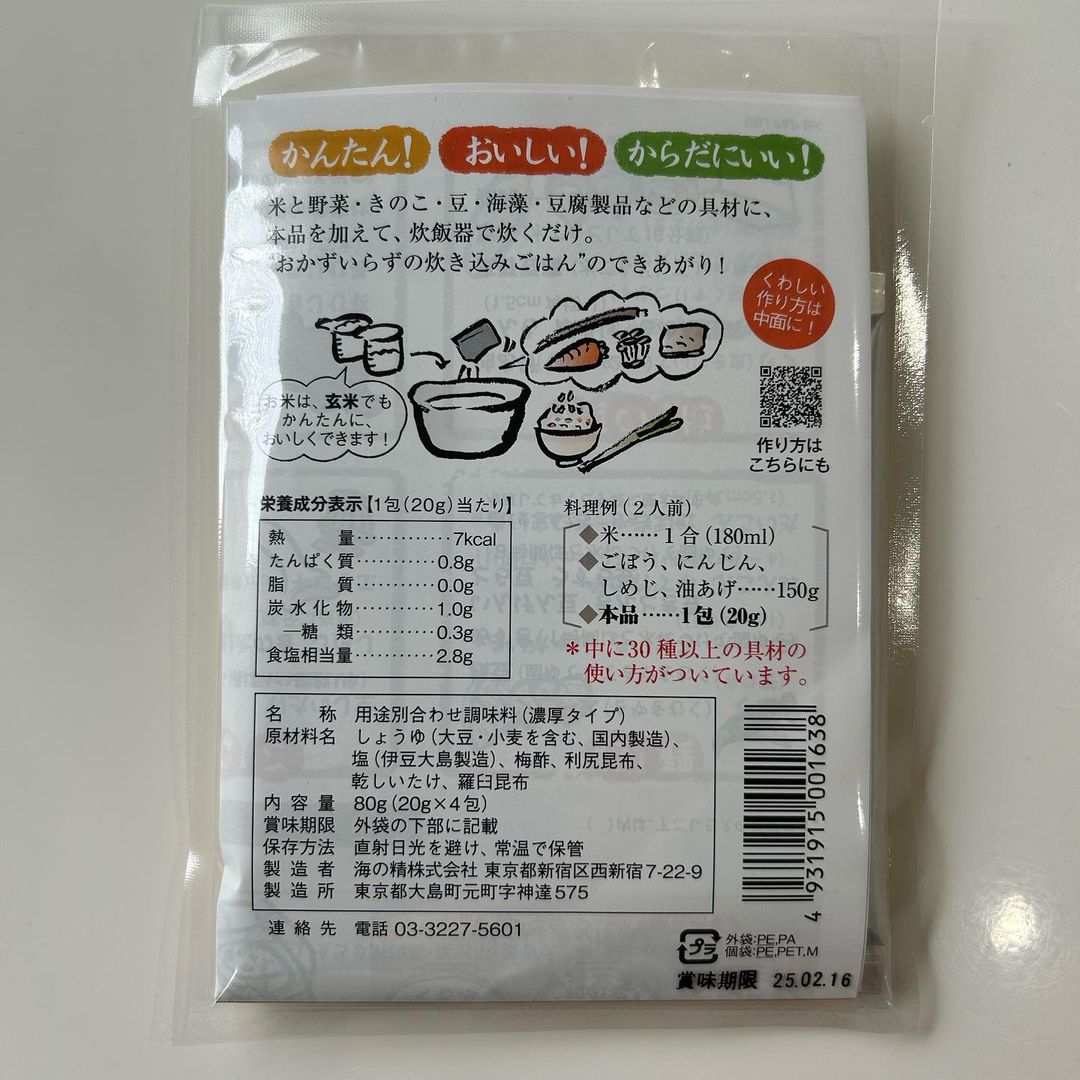 かんたん! おいしい! からだにいい!
米と野菜・きのこ・豆・海藻・豆腐製品などの具材に、
本品を加えて、炊飯器で炊くだけ。
“おかずいらずの炊き込みごはん”のできあがり!
くわしい
作り方は
中面に!
お米は、玄米でも
かんたんに、
おいしくできます!
作り方は
こちらにも
栄養成分表示【1包(20g)当たり】
熱量…………7kcal
たんぱく質…………0.8g
脂質…………0.0g
炭水化物…………1.0g
―糖類…………0.3g
食塩相当量…………2.8g
料理例(2人前)
◆米……1合(180ml)
◆ごぼう、にんじん、
しめじ、油あげ……150g
◆本品……1包(20g)
*中に30種以上の具材の
使い方がついています。
名称 用途別合わせ調味料(濃厚タイプ)
原材料名 しょうゆ(大豆・小麦を含む、国内製造)、
塩(伊豆大島製造)、梅酢、利尻昆布、
乾しいたけ、羅臼昆布
内容量 80g(20g×4包)
賞味期限 外袋の下部に記載
保存方法 直射日光を避け、常温で保管
製造者 海の精株式会社 東京都新宿区西新宿7-22-9
製造所 東京都大島町元町字神達575
連絡先 電話 03-3227-5601
4 931915 001638
プラ
外袋:PE,PA
個袋:PE,PET,M
賞味期限 25.02.16